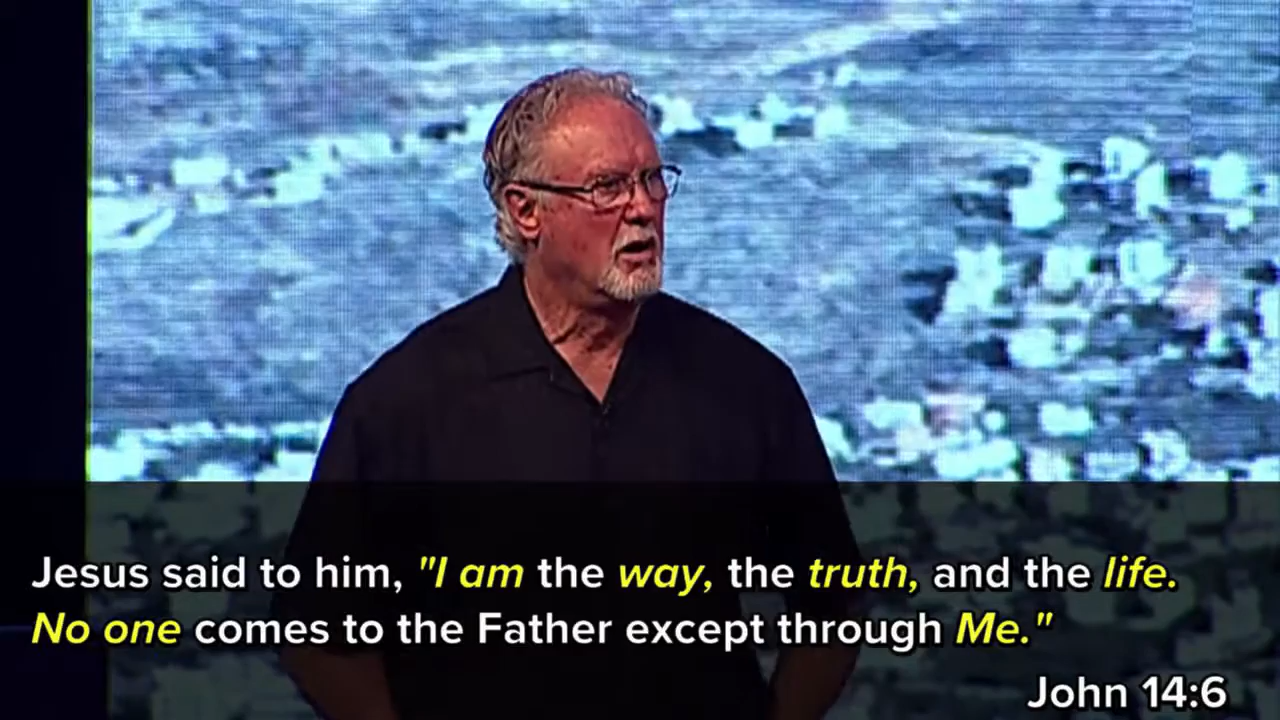 Jesus said to him, "I am the way, the truth, and the life.
No one comes to the Father except through Me."
John 14:6